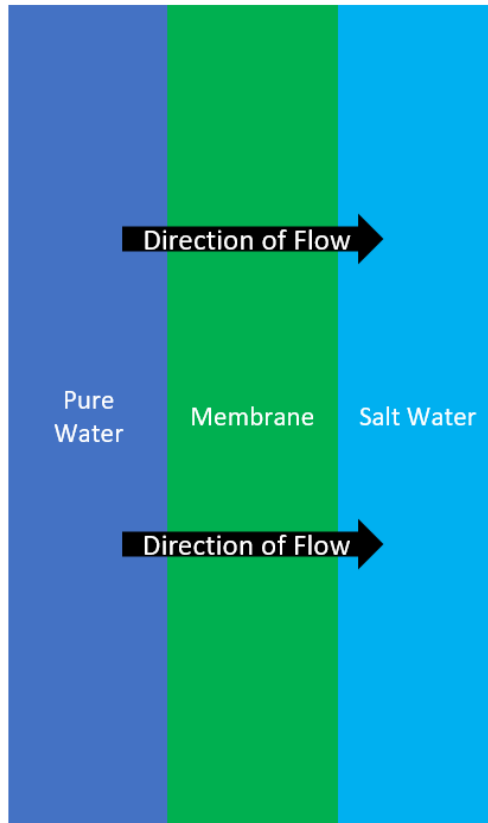 Direction of Flow
Pure
Water
Membrane
Salt Water
Direction of Flow